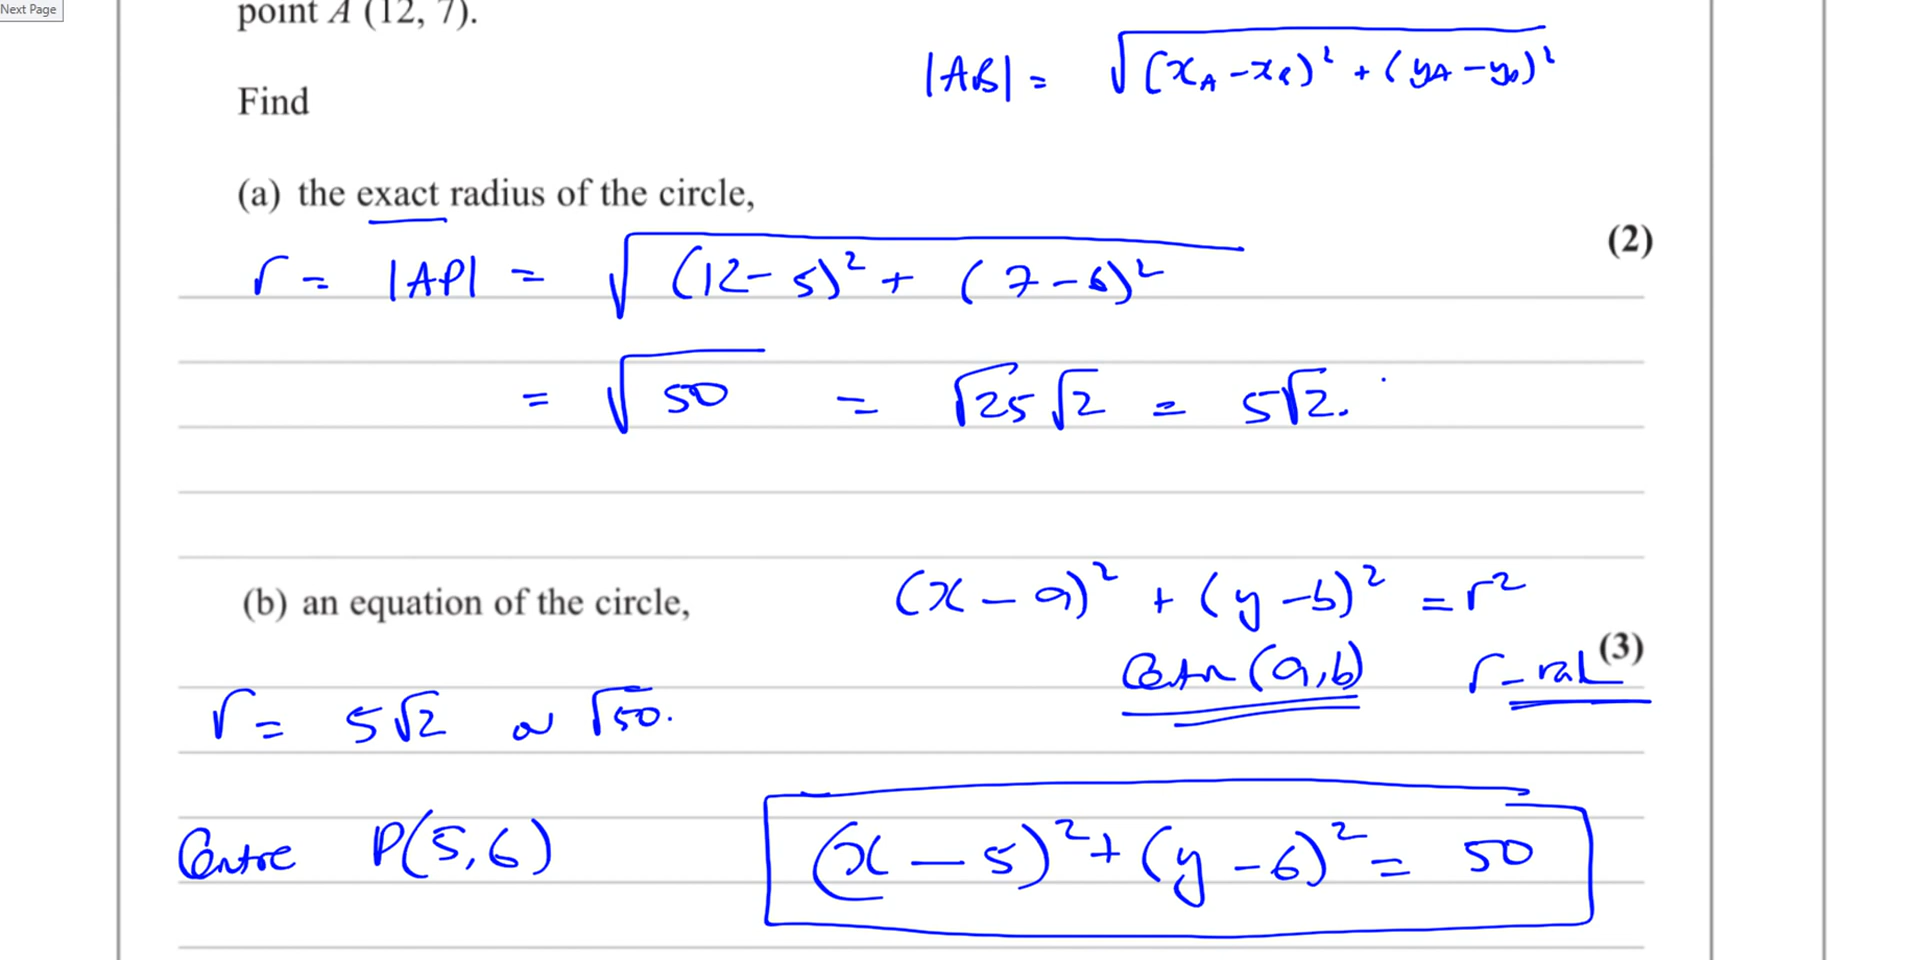 Next Page
point A (12, 7).
|AB| = √(x_A - x_B)² + (y_A - y_B)²
Find
(a) the exact radius of the circle,
(2)
r = |AP| = √(12 - 5)² + (7 - 6)²
= √50 = √25 √2 = 5√2.
(b) an equation of the circle,
(x - a)² + (y - b)² = r²
(3)
Centre (a,b) r - rad
r = 5√2 or √50.
Centre P(5,6)
(x - 5)² + (y - 6)² = 50